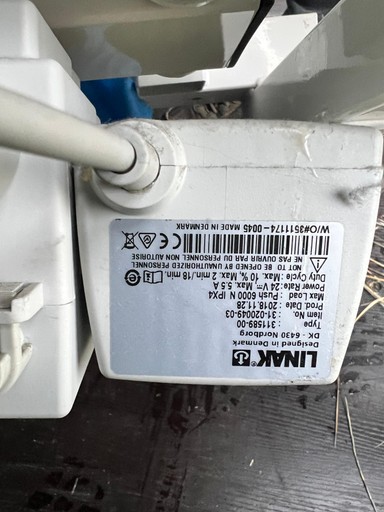 LINAK®
Designed in Denmark
DK - 6430 Nordborg
Type : 311589-00
Item No. : 312004-03
Prod. Date : 2018.11.28
Max Load : Push 6000 N IPX4
Power Rate: 24 V⎓ Max. 5.5 A
Duty Cycle :Max. 10 %, Max. 2 min./18 min
NOT TO BE OPENED BY UNAUTHORIZED PERSONNEL
NE PAS OUVRIR PAR DU PERSONNEL NON AUTORISE
CE
W/O#3511174-0045 MADE IN DENMARK